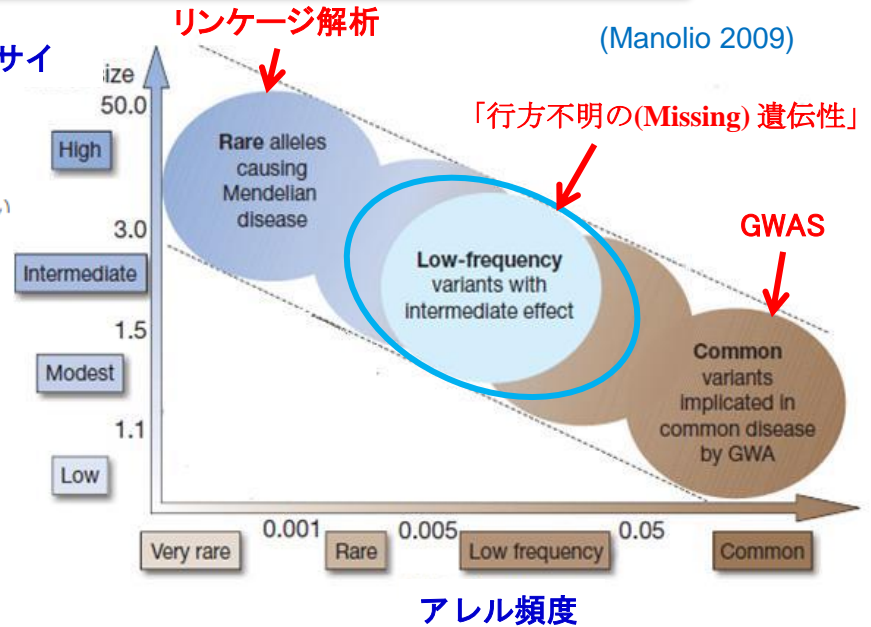 リンケージ解析
(Manolio 2009)
サイ
size
50.0
「行方不明の(Missing) 遺伝性」
High
Rare alleles
causing
Mendelian
disease
い
3.0
GWAS
Intermediate
Low-frequency
variants with
intermediate effect
1.5
Modest
Common
variants
implicated in
common disease
by GWA
1.1
Low
0.001
0.005
0.05
Very rare
Rare
Low frequency
Common
アレル頻度